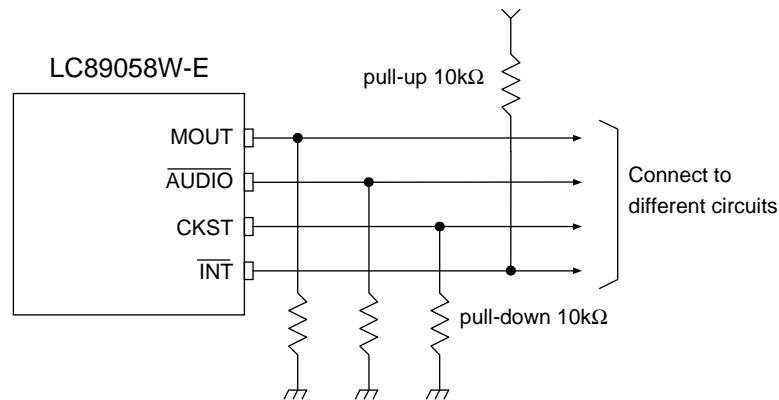 LC89058W-E
pull-up 10kΩ
MOUT
AUDIO
CKST
INT
Connect to
different circuits
pull-down 10kΩ